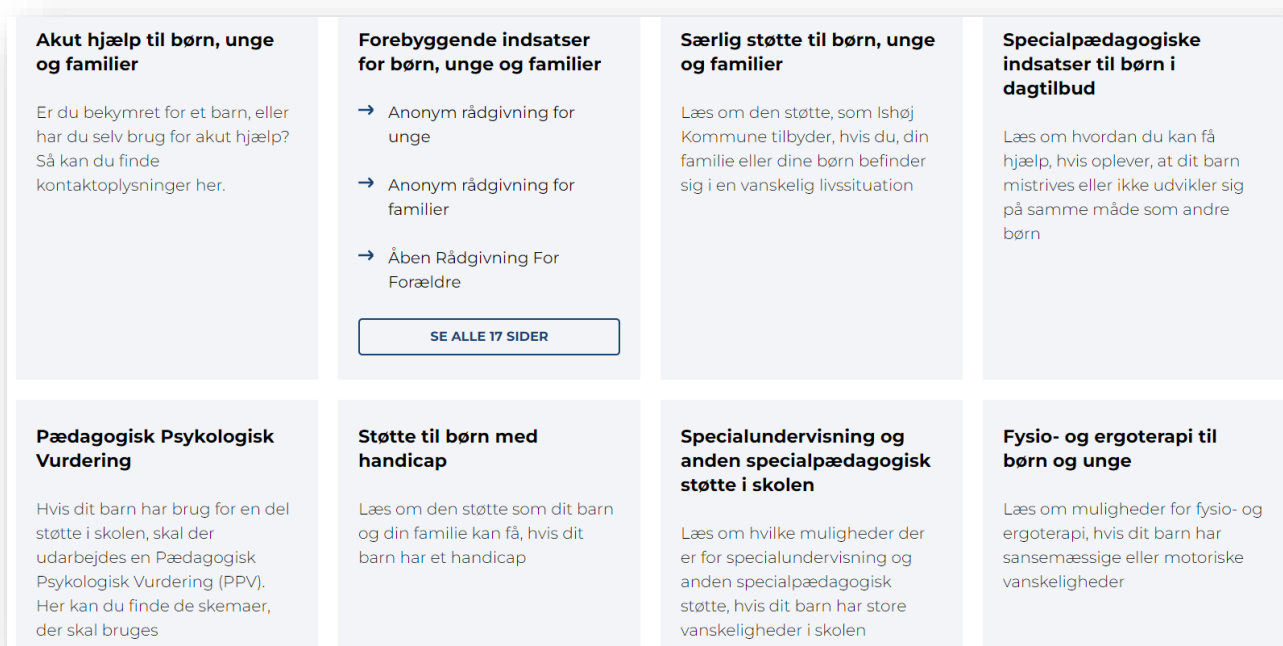 Akut hjælp til børn, unge
og familier
Er du bekymret for et barn, eller
har du selv brug for akut hjælp?
Så kan du finde
kontaktoplysninger her.
Forebyggende indsatser
for børn, unge og familier
→ Anonym rådgivning for
unge
→ Anonym rådgivning for
familier
→ Åben Rådgivning For
Forældre
SE ALLE 17 SIDER
Særlig støtte til børn, unge
og familier
Læs om den støtte, som Ishøj
Kommune tilbyder, hvis du, din
familie eller dine børn befinder
sig i en vanskelig livssituation
Specialpædagogiske
indsatser til børn i
dagtilbud
Læs om hvordan du kan få
hjælp, hvis oplever, at dit barn
mistrives eller ikke udvikler sig
på samme måde som andre
børn
Pædagogisk Psykologisk
Vurdering
Hvis dit barn har brug for en del
støtte i skolen, skal der
udarbejdes en Pædagogisk
Psykologisk Vurdering (PPV).
Her kan du finde de skemaer,
der skal bruges
Støtte til børn med
handicap
Læs om den støtte som dit barn
og din familie kan få, hvis dit
barn har et handicap
Specialundervisning og
anden specialpædagogisk
støtte i skolen
Læs om hvilke muligheder der
er for specialundervisning og
anden specialpædagogisk
støtte, hvis dit barn har store
vanskeligheder i skolen
Fysio- og ergoterapi til
børn og unge
Læs om muligheder for fysio- og
ergoterapi, hvis dit barn har
sansemæssige eller motoriske
vanskeligheder